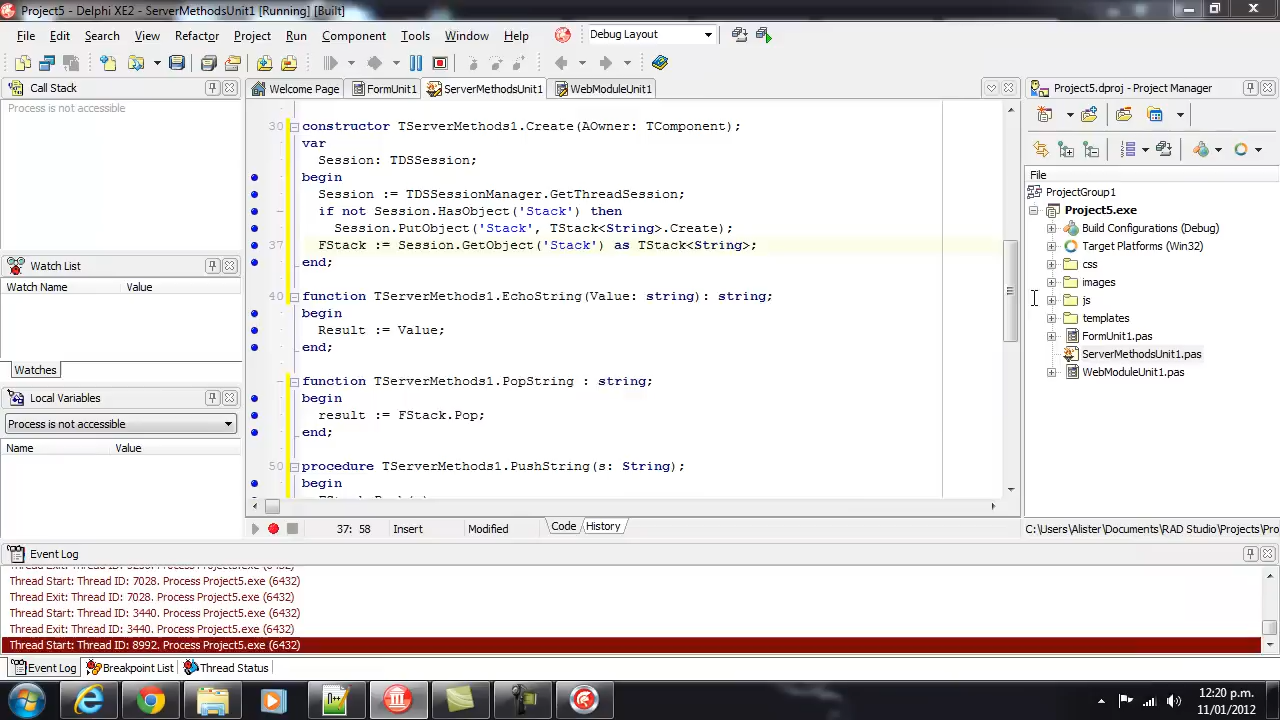 Project5 - Delphi XE2 - ServerMethodsUnit1 [Running] [Built]
File Edit Search View Refactor Project Run Component Tools Window Help
Debug Layout
Call Stack
Process is not accessible
Watch List
Watch Name Value
Watches
Local Variables
Process is not accessible
Name Value
Welcome Page FormUnit1 ServerMethodsUnit1 WebModuleUnit1
30 constructor TServerMethods1.Create(AOwner: TComponent);
var
Session: TDSSession;
begin
Session := TDSSessionManager.GetThreadSession;
if not Session.HasObject('Stack') then
Session.PutObject('Stack', TStack<String>.Create);
37 FStack := Session.GetObject('Stack') as TStack<String>;
end;
40 function TServerMethods1.EchoString(Value: string): string;
begin
Result := Value;
end;
function TServerMethods1.PopString : string;
begin
result := FStack.Pop;
end;
50 procedure TServerMethods1.PushString(s: String);
begin
37: 58 Insert Modified Code History
Project5.dproj - Project Manager
File
ProjectGroup1
Project5.exe
Build Configurations (Debug)
Target Platforms (Win32)
css
images
js
templates
FormUnit1.pas
ServerMethodsUnit1.pas
WebModuleUnit1.pas
C:\Users\Alister\Documents\RAD Studio\Projects\Pro
Event Log
Thread Start: Thread ID: 7028. Process Project5.exe (6432)
Thread Exit: Thread ID: 7028. Process Project5.exe (6432)
Thread Start: Thread ID: 3440. Process Project5.exe (6432)
Thread Exit: Thread ID: 3440. Process Project5.exe (6432)
Thread Start: Thread ID: 8992. Process Project5.exe (6432)
Event Log Breakpoint List Thread Status
12:20 p.m.
11/01/2012